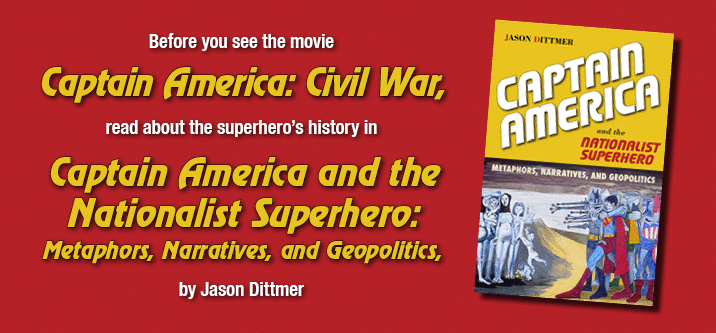 Before you see the movie
Captain America: Civil War,
read about the superhero's history in
Captain America and the
Nationalist Superhero:
Metaphors, Narratives, and Geopolitics,
by Jason Dittmer
JASON DITTMER
CAPTAIN
AMERICA
and the
NATIONALIST
SUPERHERO
METAPHORS, NARRATIVES, AND GEOPOLITICS